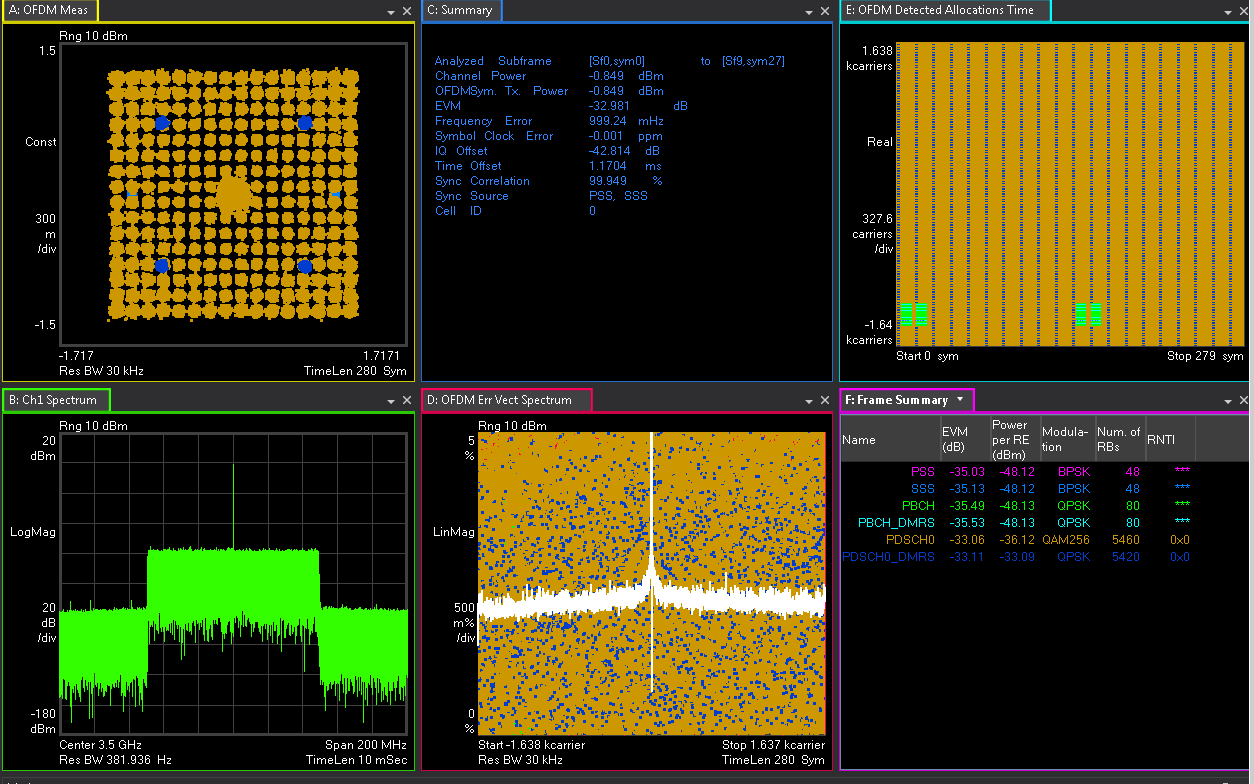 A: OFDM Meas
Rng 10 dBm
1.5
Const
300
m
/div
-1.5
-1.717 1.7171
Res BW 30 kHz TimeLen 280 Sym
C: Summary
Analyzed Subframe [Sf0,sym0] to [Sf9,sym27]
Channel Power -0.849 dBm
OFDMSym. Tx. Power -0.849 dBm
EVM -32.981 dB
Frequency Error 999.24 mHz
Symbol Clock Error -0.001 ppm
IQ Offset -42.814 dB
Time Offset 1.1704 ms
Sync Correlation 99.949 %
Sync Source PSS, SSS
Cell ID 0
E: OFDM Detected Allocations Time
1.638
kcarriers
Real
327.6
carriers
/div
-1.64
kcarriers
Start 0 sym Stop 279 sym
B: Ch1 Spectrum
Rng 10 dBm
20
dBm
LogMag
20
dB
/div
-180
dBm
Center 3.5 GHz Span 200 MHz
Res BW 381.936 Hz TimeLen 10 mSec
D: OFDM Err Vect Spectrum
Rng 10 dBm
5
%
LinMag
500
m%
/div
0
%
Start -1.638 kcarrier Stop 1.637 kcarrier
Res BW 30 kHz TimeLen 280 Sym
F: Frame Summary
Name EVM (dB) Power per RE (dBm) Modula-tion Num. of RBs RNTI
PSS -35.03 -48.12 BPSK 48 ***
SSS -35.13 -48.12 BPSK 48 ***
PBCH -35.49 -48.13 QPSK 80 ***
PBCH_DMRS -35.53 -48.13 QPSK 80 ***
PDSCH0 -33.06 -36.12 QAM256 5460 0x0
PDSCH0_DMRS -33.11 -33.09 QPSK 5420 0x0